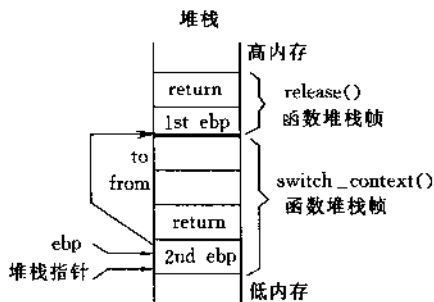 堆栈
高内存
return
release()
1st ebp
函数堆栈帧
to
from
switch_context()
函数堆栈帧
return
ebp
2nd ebp
堆栈指针
低内存